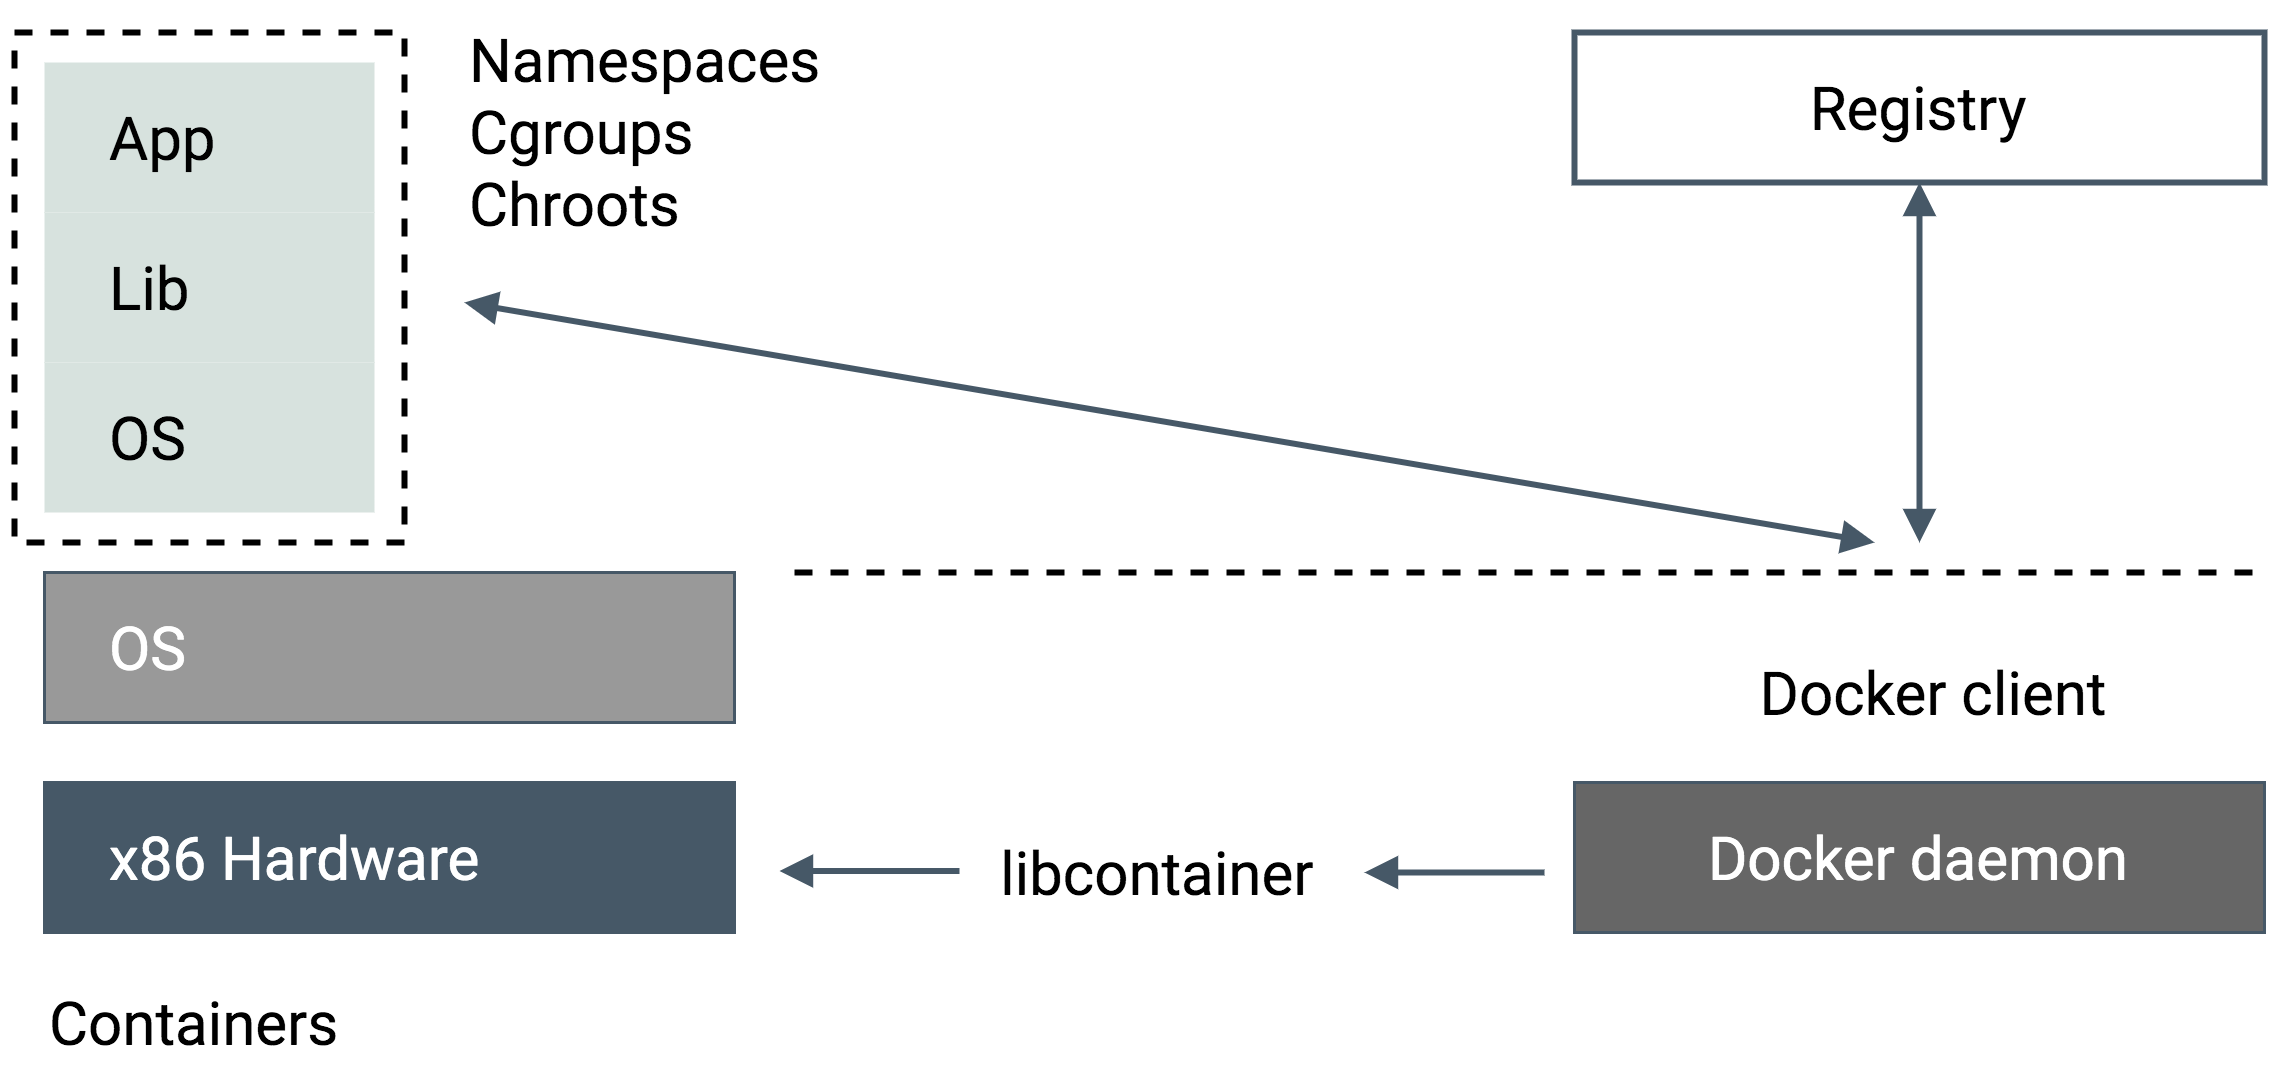 App
Lib
OS
Namespaces
Cgroups
Chroots
Registry
OS
Docker client
x86 Hardware
libcontainer
Docker daemon
Containers